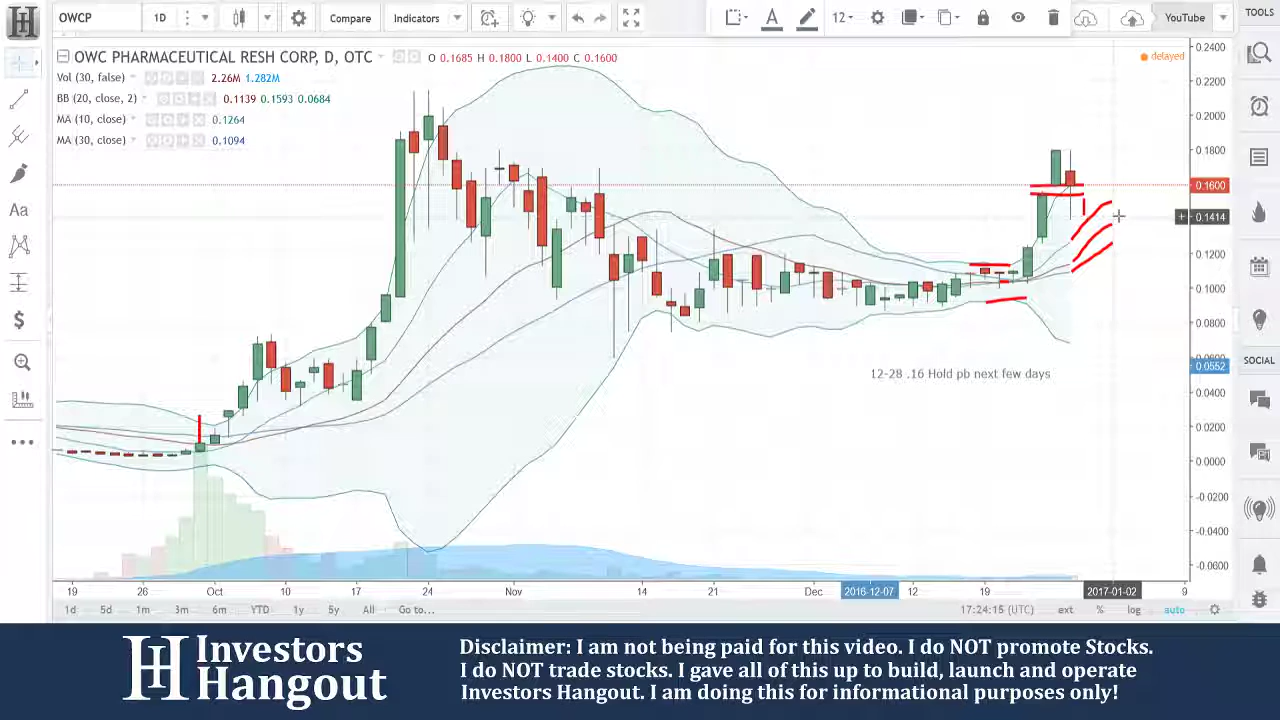 OWCP 1D Compare Indicators 12 YouTube TOOLS
OWC PHARMACEUTICAL RESH CORP, D, OTC O 0.1685 H 0.1800 L 0.1400 C 0.1600 delayed
Vol (30, false) 2.26M 1.282M
BB (20, close, 2) 0.1139 0.1593 0.0684
MA (10, close) 0.1264
MA (30, close) 0.1094
0.2400
0.2200
0.2000
0.1800
0.1600
0.1414
0.1200
0.1000
0.0800
0.0552
0.0400
0.0200
0.0000
-0.0200
-0.0400
-0.0600
Aa
$
SOCIAL
12-28 .16 Hold pb next few days
19 26 Oct 10 17 24 Nov 14 21 Dec 2016-12-07 12 19 2017-01-02 9
1d 5d 1m 3m 6m YTD 1y 5y All Go to... 17:24:15 (UTC) ext % log auto
H Investors Hangout
Disclaimer: I am not being paid for this video. I do NOT promote Stocks.
I do NOT trade stocks. I gave all of this up to build, launch and operate
Investors Hangout. I am doing this for informational purposes only!